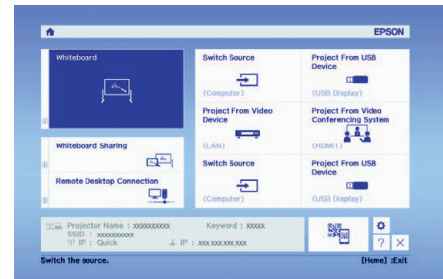 EPSON
Whiteboard
Whiteboard Sharing
Remote Desktop Connection
Switch Source
(Computer)
Project From USB
Device
(USB Display)
Project From Video
Device
(LAN)
Project From Video
Conferencing System
(HDMI1)
Switch Source
(Computer)
Project From USB
Device
(USB Display)
Projector Name : xxxxxxxxxx
Keyword : xxxxx
SSID : xxxxxxxxxx
IP : Quick
IP : xxx.xxx.xxx.xxx
?
Switch the source.
[Home] :Exit